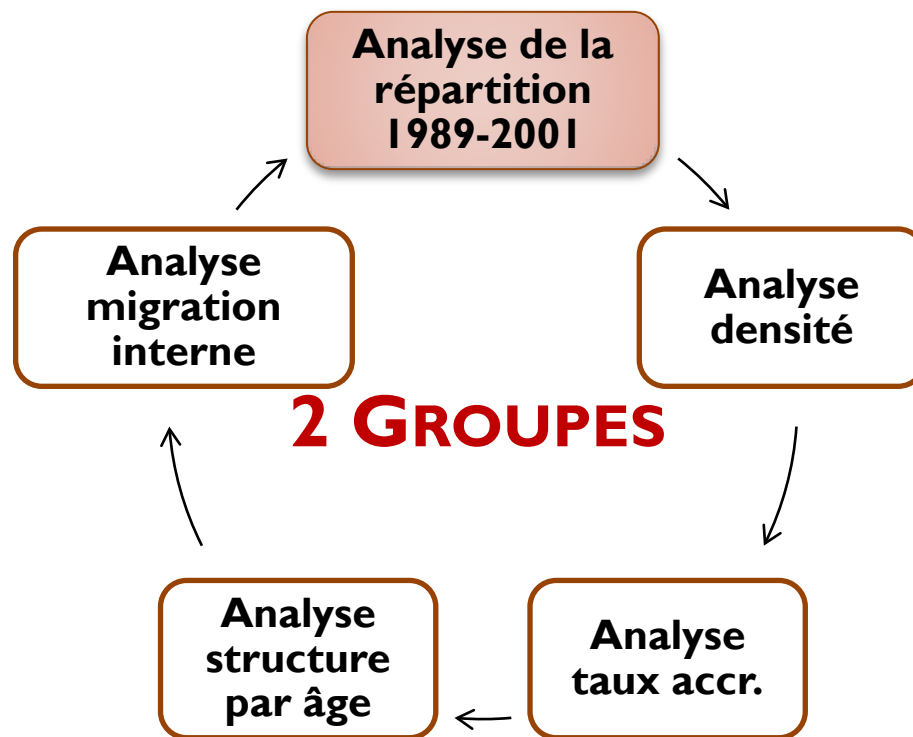 Analyse de la
répartition
1989-2001
Analyse
densité
Analyse
taux accr.
Analyse
structure
par âge
Analyse
migration
interne
2 GROUPES